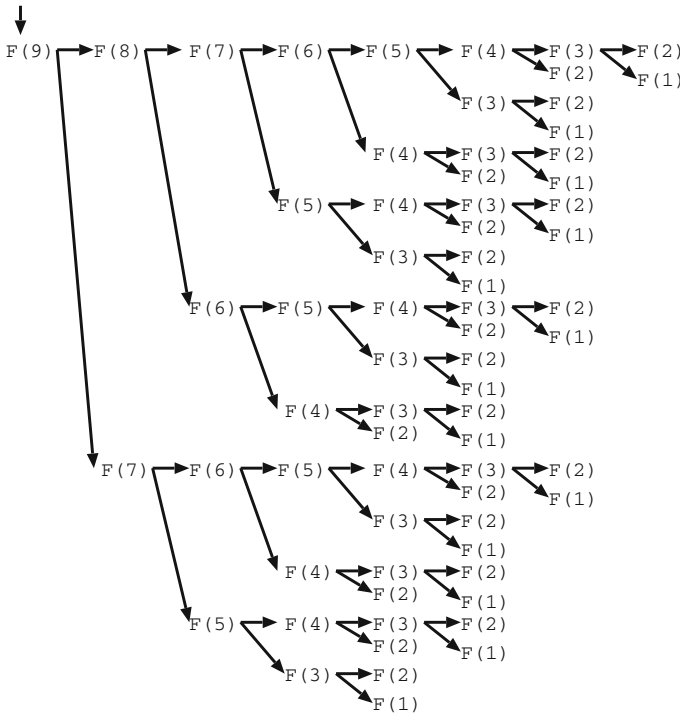 F(9) F(8) F(7) F(6) F(5) F(4) F(3) F(2)
F(2) F(1)
F(3) F(2)
F(1)
F(4) F(3) F(2)
F(2) F(1)
F(5) F(4) F(3) F(2)
F(2) F(1)
F(3) F(2)
F(1)
F(6) F(5) F(4) F(3) F(2)
F(2) F(1)
F(3) F(2)
F(1)
F(4) F(3) F(2)
F(2) F(1)
F(7) F(6) F(5) F(4) F(3) F(2)
F(2) F(1)
F(3) F(2)
F(1)
F(4) F(3) F(2)
F(2) F(1)
F(5) F(4) F(3) F(2)
F(2) F(1)
F(3) F(2)
F(1)